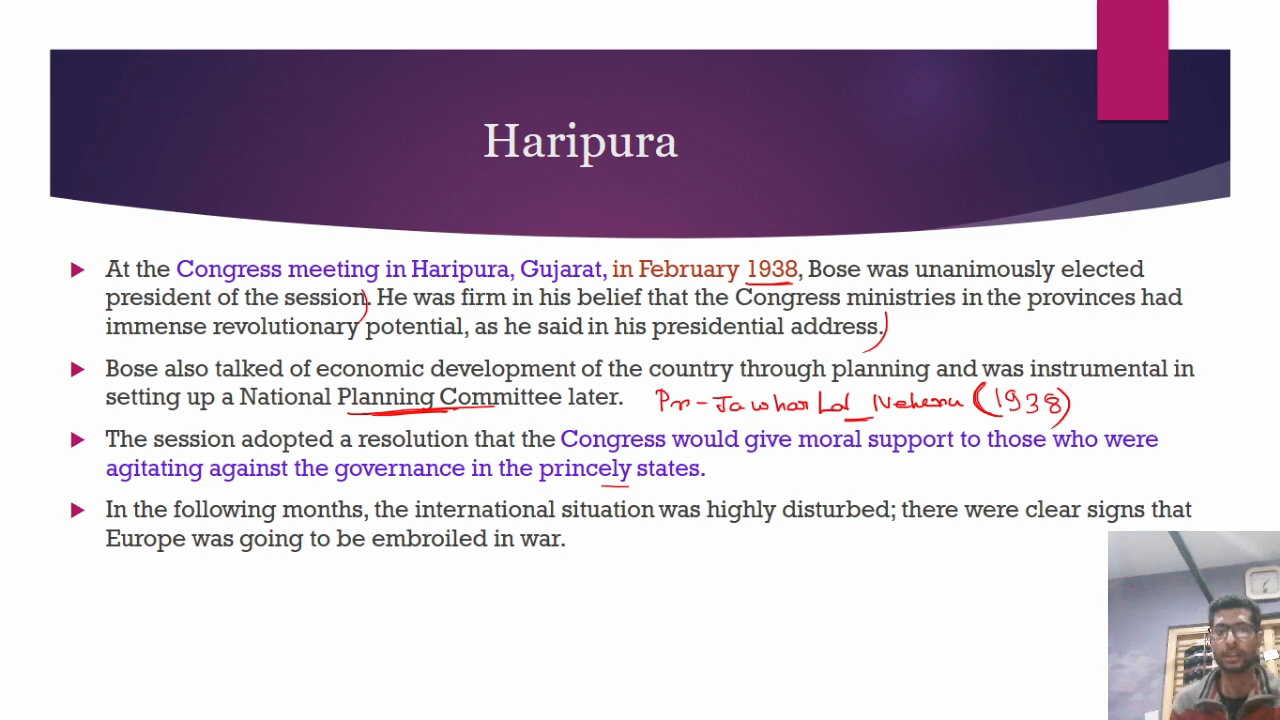 Haripura
At the Congress meeting in Haripura, Gujarat, in February 1938, Bose was unanimously elected
president of the session. He was firm in his belief that the Congress ministries in the provinces had
immense revolutionary potential, as he said in his presidential address.
Bose also talked of economic development of the country through planning and was instrumental in
setting up a National Planning Committee later. Pr-Jawhar Lal Neheru (1938)
The session adopted a resolution that the Congress would give moral support to those who were
agitating against the governance in the princely states.
In the following months, the international situation was highly disturbed; there were clear signs that
Europe was going to be embroiled in war.